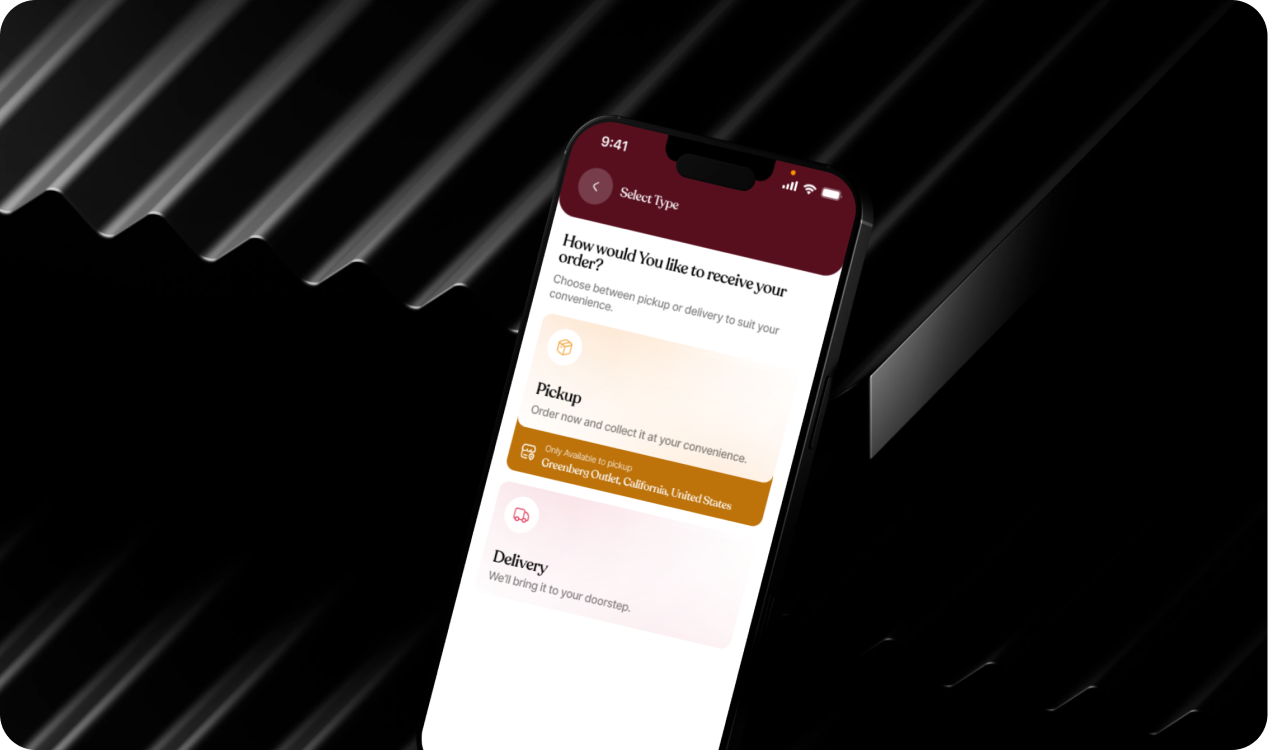 9:41
Select Type
How would You like to receive your
order?
Choose between pickup or delivery to suit your
convenience.
Pickup
Order now and collect it at your convenience.
Only Available to pickup
Greenberg Outlet, California, United States
Delivery
We'll bring it to your doorstep.